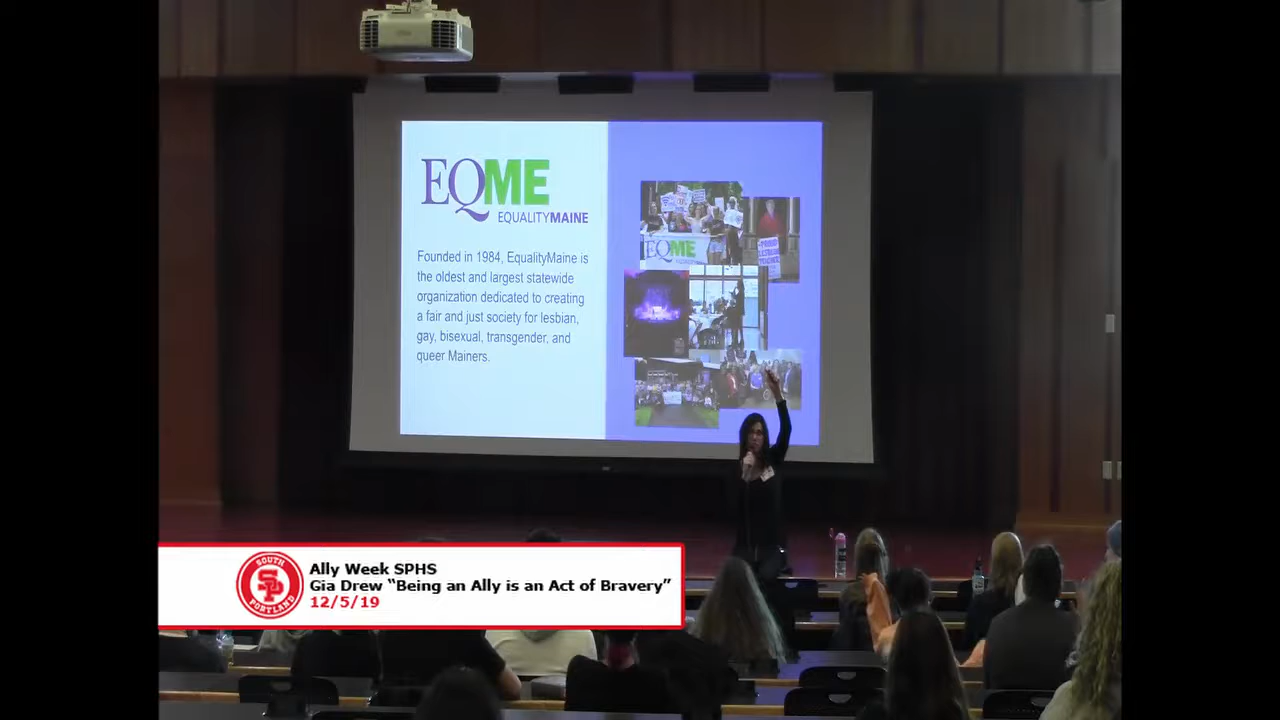 EQME
EQUALITYMAINE
Founded in 1984, EqualityMaine is
the oldest and largest statewide
organization dedicated to creating
a fair and just society for lesbian,
gay, bisexual, transgender, and
queer Mainers.
EQME
SOUTH
SP
PORTLAND
Ally Week SPHS
Gia Drew “Being an Ally is an Act of Bravery”
12/5/19